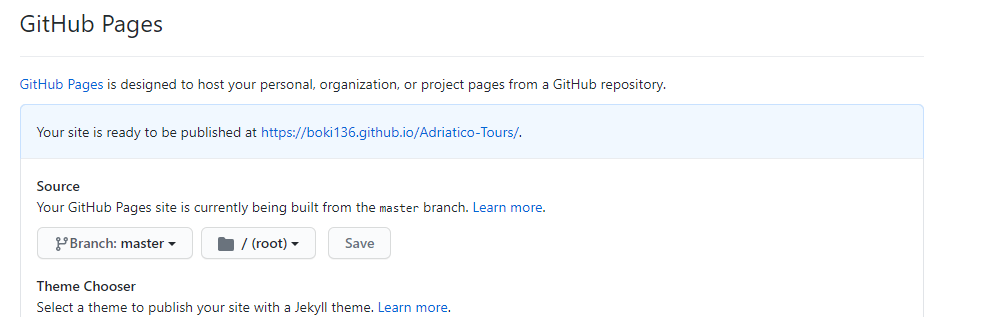 GitHub Pages
GitHub Pages is designed to host your personal, organization, or project pages from a GitHub repository.
Your site is ready to be published at https://boki136.github.io/Adriatico-Tours/.
Source
Your GitHub Pages site is currently being built from the master branch. Learn more.
Branch: master / (root) Save
Theme Chooser
Select a theme to publish your site with a Jekyll theme. Learn more.